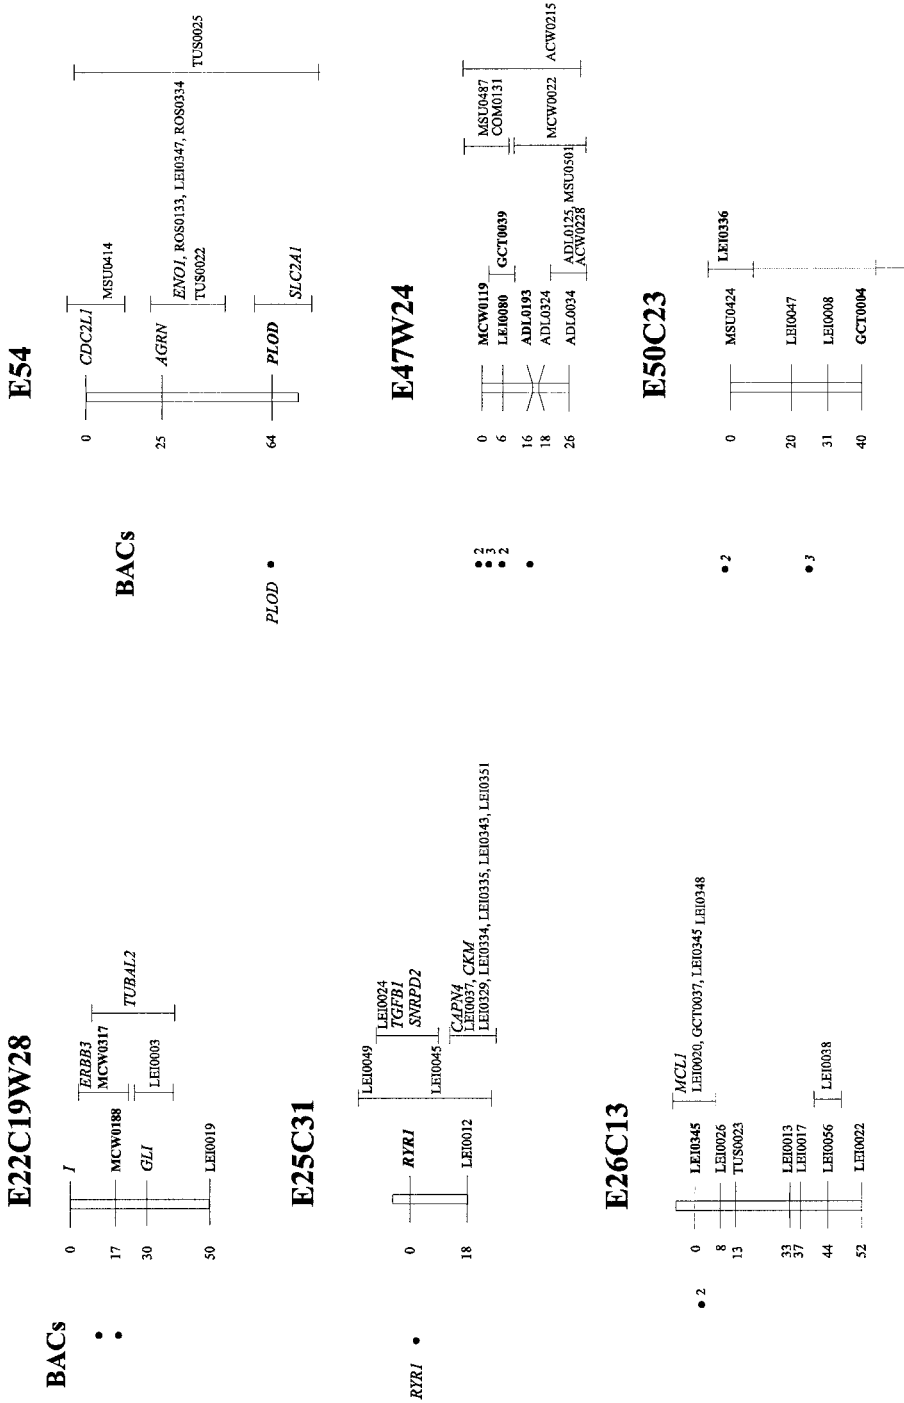 E22C19W28
BACs
0 I
17 MCW0188
30 GLI
50 LEI0019
ERBB3
MCW0317
LEI0003
TUBAL2
E25C31
RYR1
0 RYR1
18 LEI0012
LEI0049
LEI0045
LEI0024
TGFB1
SNRPD2
CAPN4
LEI0037, CKM
LEI0329, LEI0334, LEI0335, LEI0343, LEI0351
E26C13
2
0 LEI0345
8 LEI0026
13 TUS0023
33 LEI0013
37 LEI0017
44 LEI0056
52 LEI0022
MCL1
LEI0020, GCT0037, LEI0345 LEI0348
LEI0038
E54
BACs
PLOD
0 CDC2L1
25 AGRN
64 PLOD
MSU0414
ENO1, ROS0133, LEI0347, ROS0334
TUS0022
SLC2A1
TUS0025
E47W24
2
3
2
0 MCW0119
6 LEI0080
16 ADL0193
18 ADL0324
26 ADL0034
GCT0039
ADL0125, MSU0501
ACW0228
MSU0487
COM0131
MCW0022
ACW0215
E50C23
2
3
0 MSU0424
20 LEI0047
31 LEI0008
40 GCT0004
LEI0336